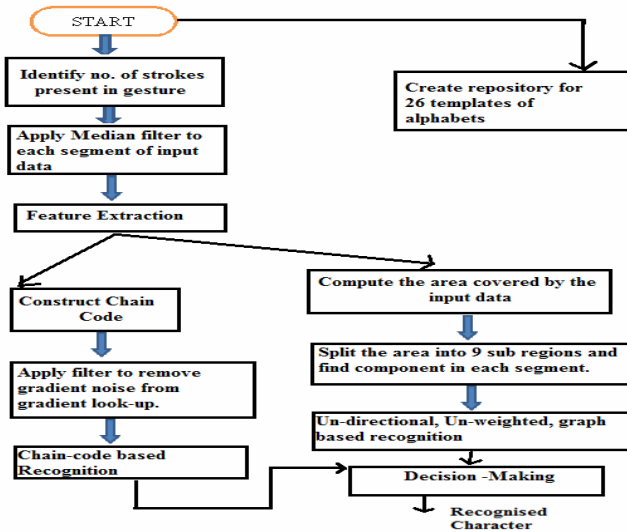 START
Identify no. of strokes
present in gesture
Create repository for
26 templates of
alphabets
Apply Median filter to
each segment of input
data
Feature Extraction
Construct Chain
Code
Compute the area covered by the
input data
Apply filter to remove
gradient noise from
gradient look-up.
Split the area into 9 sub regions and
find component in each segment.
Chain-code based
Recognition
Un-directional, Un-weighted, graph
based recognition
Decision -Making
Recognised
Character